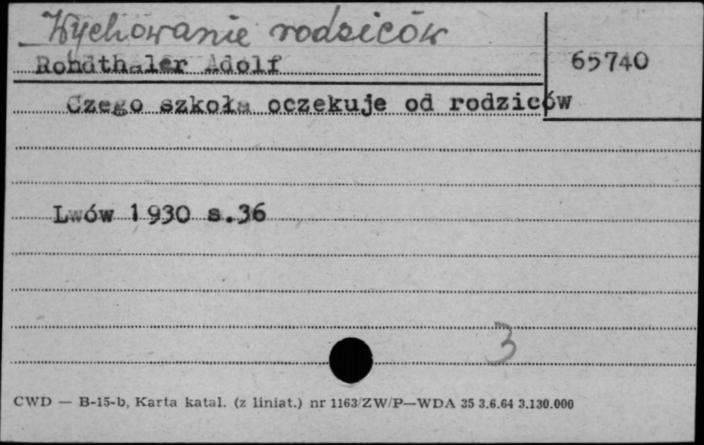 Wychowanie rodziców
Rondthaler Adolf
65740
Czego szkoła oczekuje od rodziców
Lwów 1930 s.36
3
CWD — B-15-b, Karta katal. (z liniat.) nr 1163/ZW/P—WDA 35 3.6.64 3.130.000